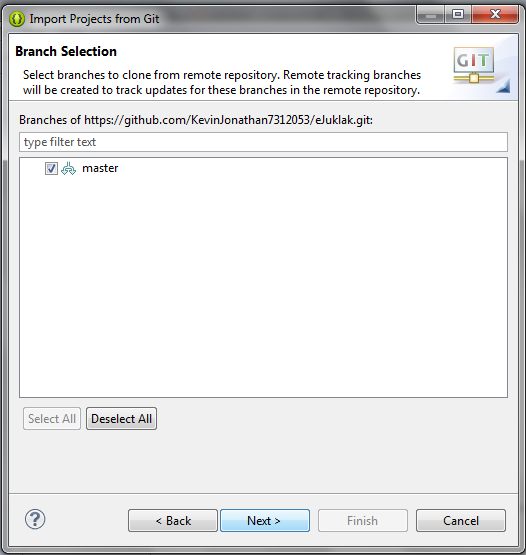 Import Projects from Git
Branch Selection
Select branches to clone from remote repository. Remote tracking branches
will be created to track updates for these branches in the remote repository.
GIT
Branches of https://github.com/KevinJonathan7312053/eJuklak.git:
type filter text
master
Select All
Deselect All
?
< Back
Next >
Finish
Cancel